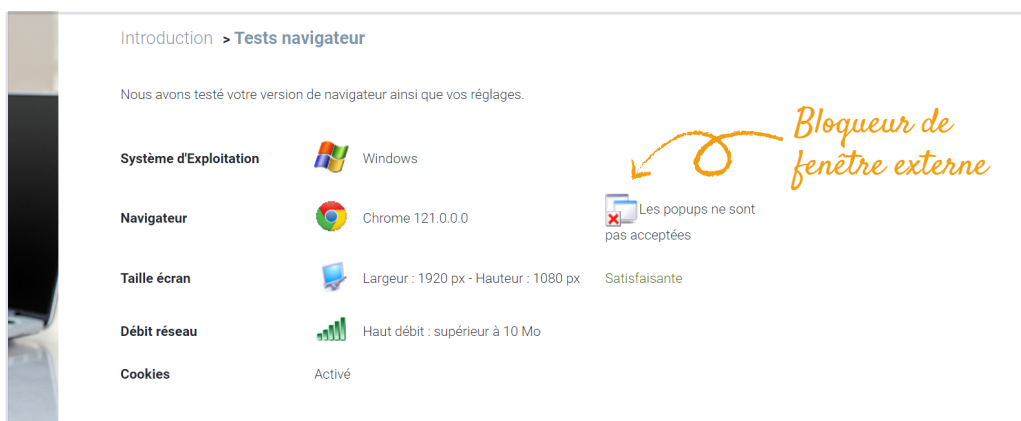 Introduction > Tests navigateur
Nous avons testé votre version de navigateur ainsi que vos réglages.
Bloqueur de
fenêtre externe
Système d'Exploitation Windows
Navigateur Chrome 121.0.0.0 Les popups ne sont
pas acceptées
Taille écran Largeur : 1920 px - Hauteur : 1080 px Satisfaisante
Débit réseau Haut débit : supérieur à 10 Mo
Cookies Activé